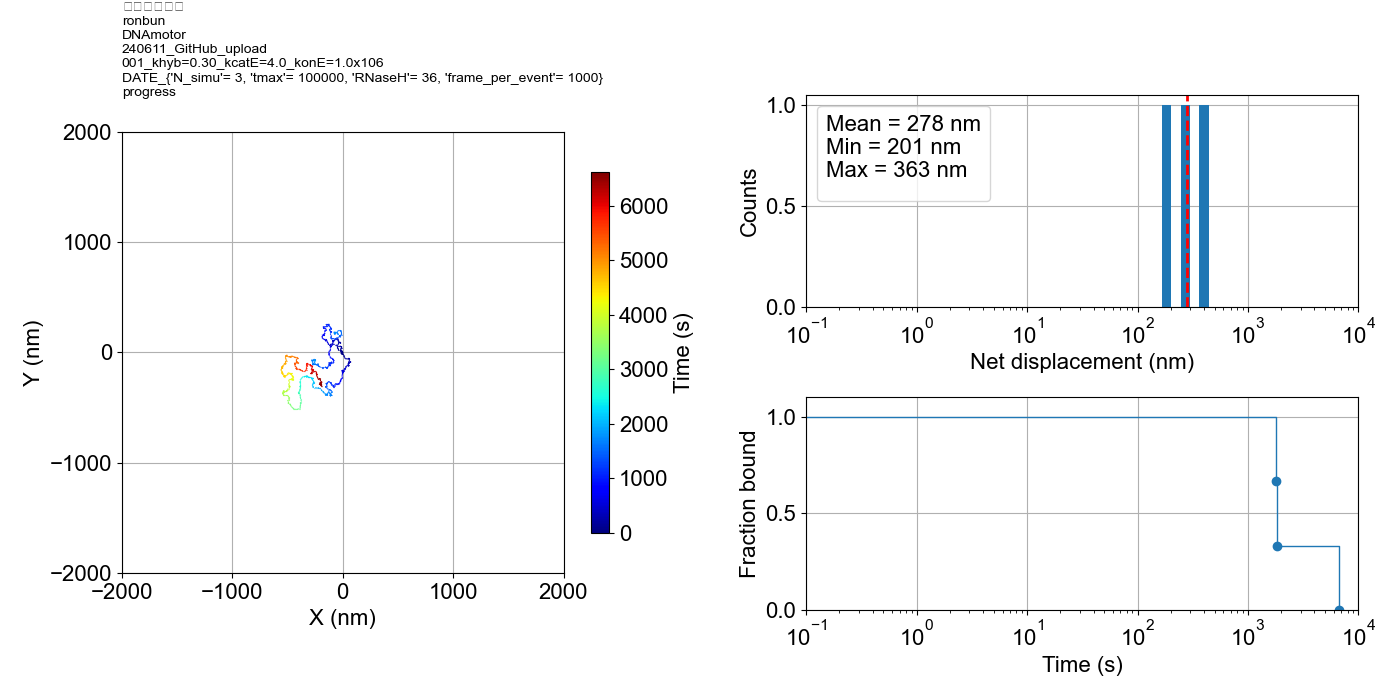 ronbun
DNAmotor
240611_GitHub_upload
001_khyb=0.30_kcatE=4.0_konE=1.0x106
DATE_{'N_simu'= 3, 'tmax'= 100000, 'RNaseH'= 36, 'frame_per_event'= 1000}
progress
2000
1000
0
−1000
−2000
Y (nm)
−2000
−1000
0
1000
2000
X (nm)
6000
5000
4000
3000
2000
1000
0
Time (s)
1.0
0.5
0.0
Counts
Mean = 278 nm
Min = 201 nm
Max = 363 nm
10⁻¹
10⁰
10¹
10²
10³
10⁴
Net displacement (nm)
1.0
0.5
0.0
Fraction bound
10⁻¹
10⁰
10¹
10²
10³
10⁴
Time (s)